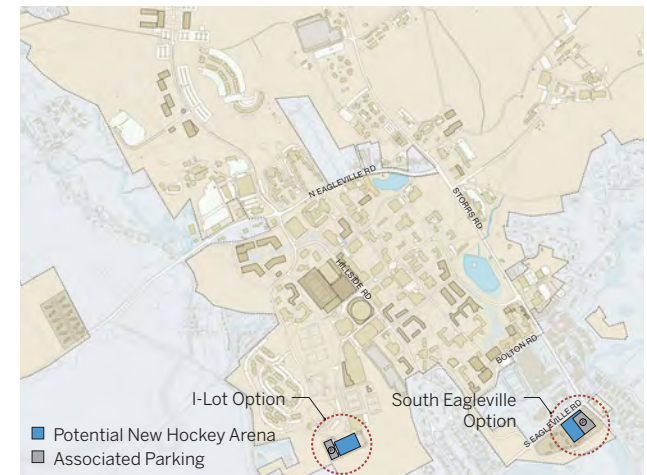 N EAGLEVILLE RD
STORRS RD
HILLSIDE RD
BOLTON RD
I-Lot Option
South Eagleville
Option
S EAGLEVILLE RD
Potential New Hockey Arena
Associated Parking